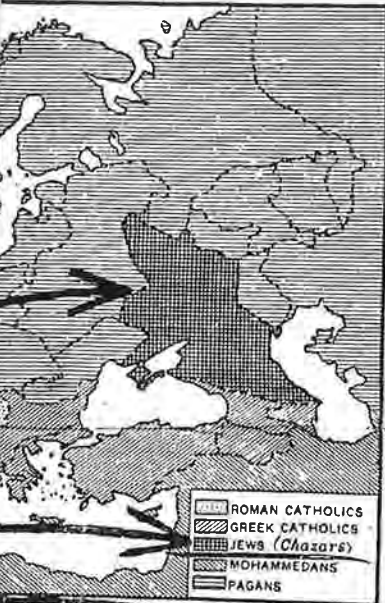 ROMAN CATHOLICS
GREEK CATHOLICS
JEWS (Chazars)
MOHAMMEDANS
PAGANS